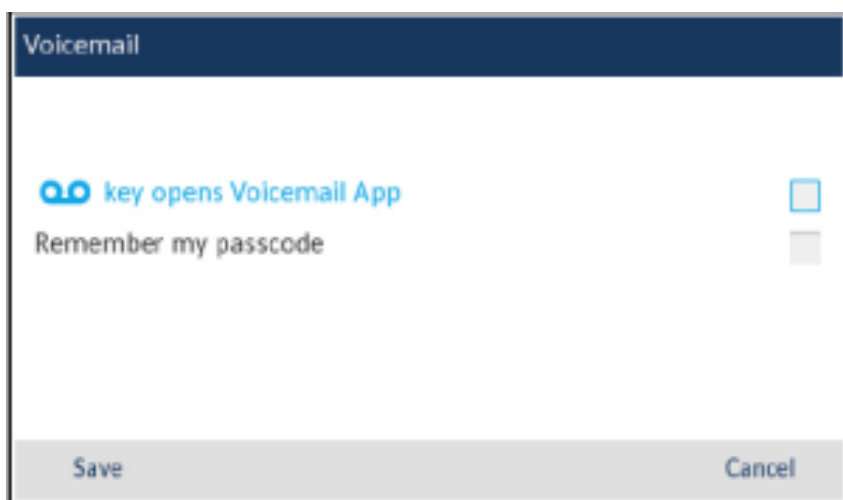 Voicemail
key opens Voicemail App
Remember my passcode
Save Cancel